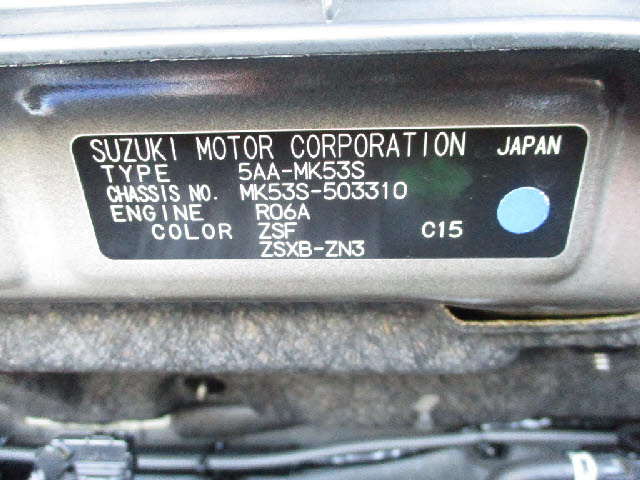 SUZUKI MOTOR CORPORATION JAPAN
TYPE 5AA-MK53S
CHASSIS NO. MK53S-503310
ENGINE R06A
COLOR ZSF C15
ZSXB-ZN3
D